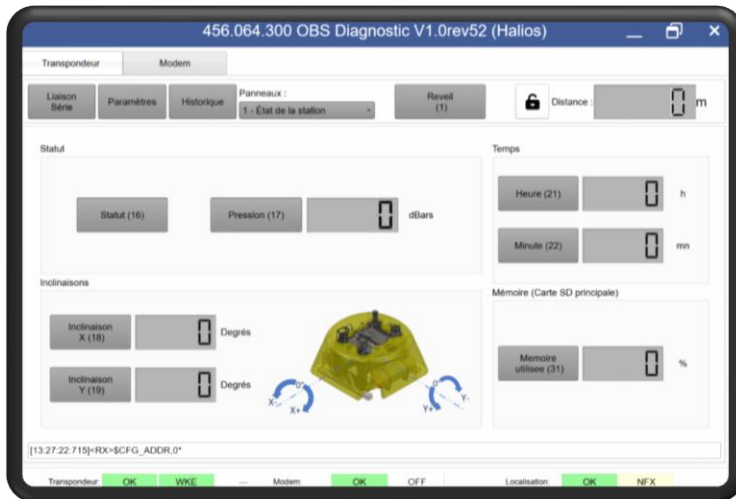 456.064.300 OBS Diagnostic V1.0rev52 (Halios)
Transpondeur Modem
Liaison Série
Paramètres
Historique
Panneaux :
1 - État de la station
Reveil (1)
Distance : 0 m
Statut
Statut (16)
Pression (17) 0 dBars
Temps
Heure (21) 0 h
Minute (22) 0 mn
Inclinaisons
Inclinaison X (18) 0 Degrés
Inclinaison Y (19) 0 Degrés
0°
X-
X+
0°
Y-
Y+
Mémoire (Carte SD principale)
Memoire utilisee (31) 0 %
[13:27:22:715]<RX>$CFG_ADDR,0*
Transpondeur: OK WKE --- Modem: OK OFF Localisation: OK NFX